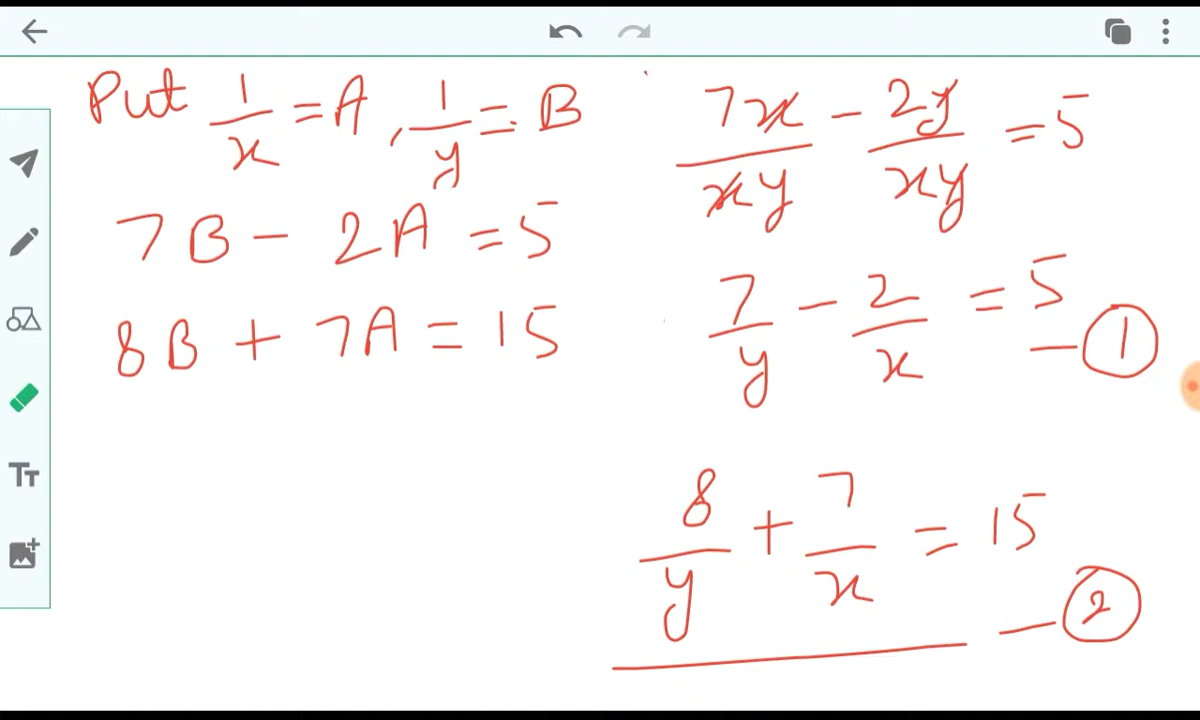 Put 1/x = A, 1/y = B
7B - 2A = 5
8B + 7A = 15
7x/xy - 2y/xy = 5
7/y - 2/x = 5 — ①
8/y + 7/x = 15 — ②
TT